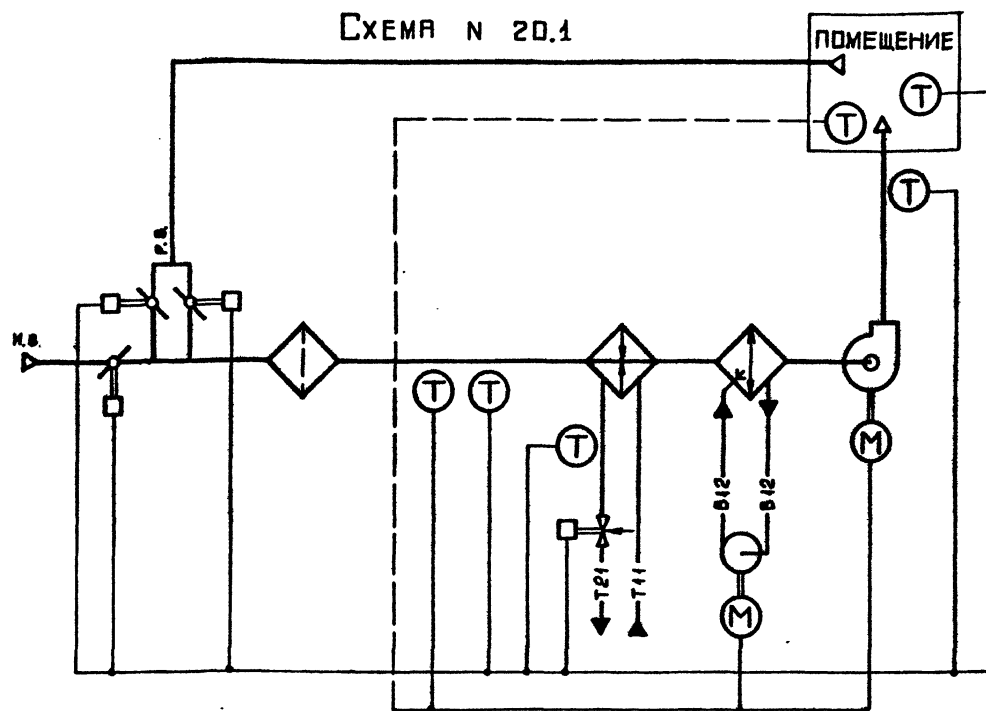 Схема N 20.1
ПОМЕЩЕНИЕ
Т
Т
Т
Р.В.
Н.В.
Т
Т
Т
К
М
В12
В12
Т21
Т11
М